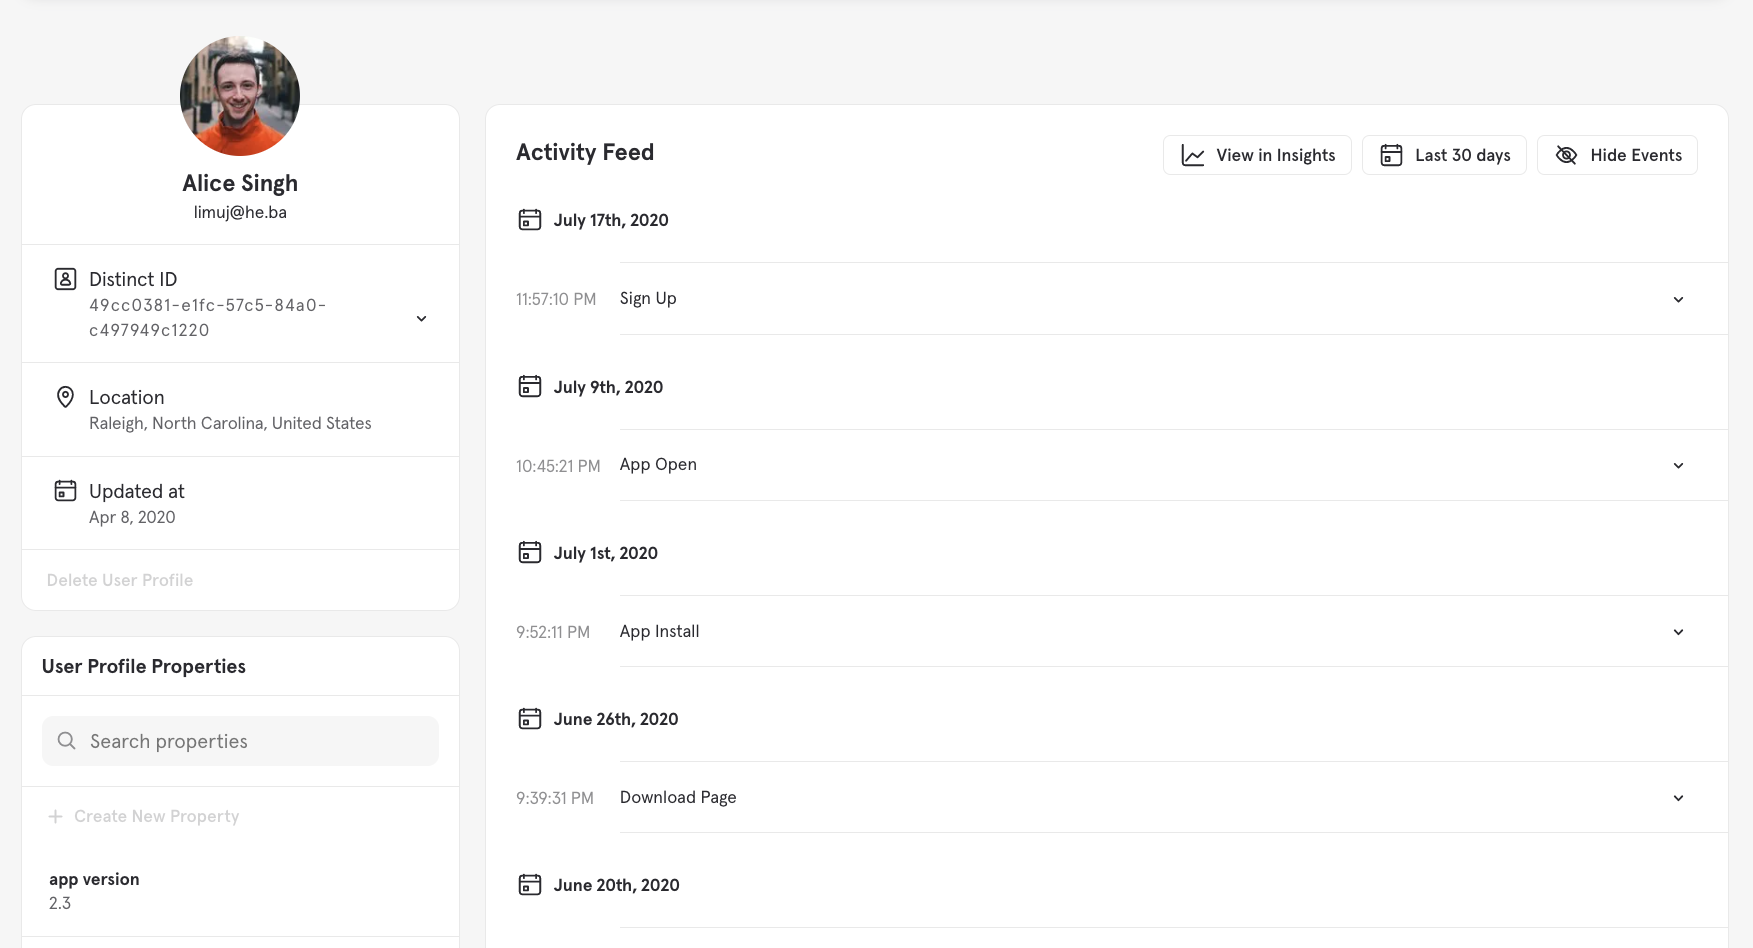 Alice Singh
limuj@he.ba
Distinct ID
49cc0381-e1fc-57c5-84a0-
c497949c1220
Location
Raleigh, North Carolina, United States
Updated at
Apr 8, 2020
Delete User Profile
User Profile Properties
Search properties
Create New Property
app version
2.3
Activity Feed
View in Insights
Last 30 days
Hide Events
July 17th, 2020
11:57:10 PM Sign Up
July 9th, 2020
10:45:21 PM App Open
July 1st, 2020
9:52:11 PM App Install
June 26th, 2020
9:39:31 PM Download Page
June 20th, 2020